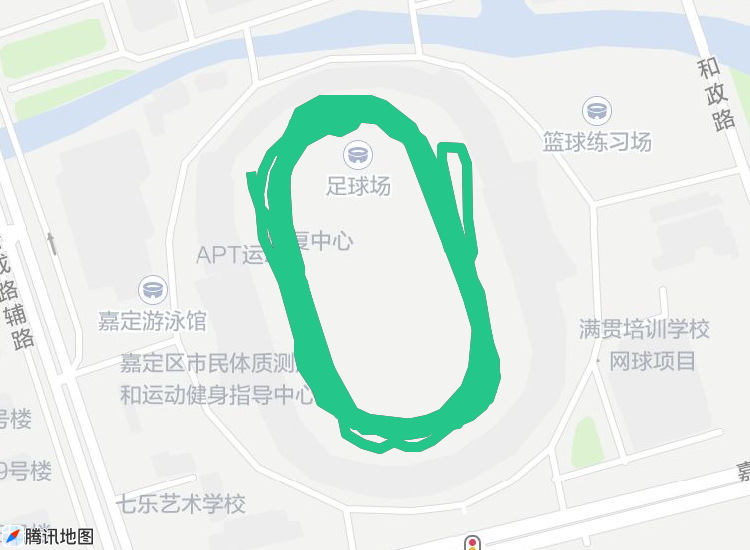 和政路
篮球练习场
足球场
APT运
复中心
成路辅路
嘉定游泳馆
满贯培训学校
网球项目
嘉定区市民体质测
和运动健身指导中心
号楼
9号楼
七乐艺术学校
嘉
号楼
腾讯地图